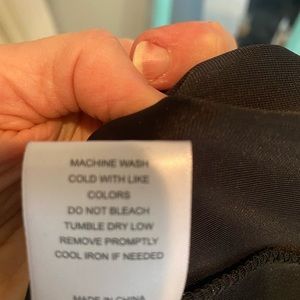 MACHINE WASH
COLD WITH LIKE
COLORS
DO NOT BLEACH
TUMBLE DRY LOW
REMOVE PROMPTLY
COOL IRON IF NEEDED
MADE IN CHINA